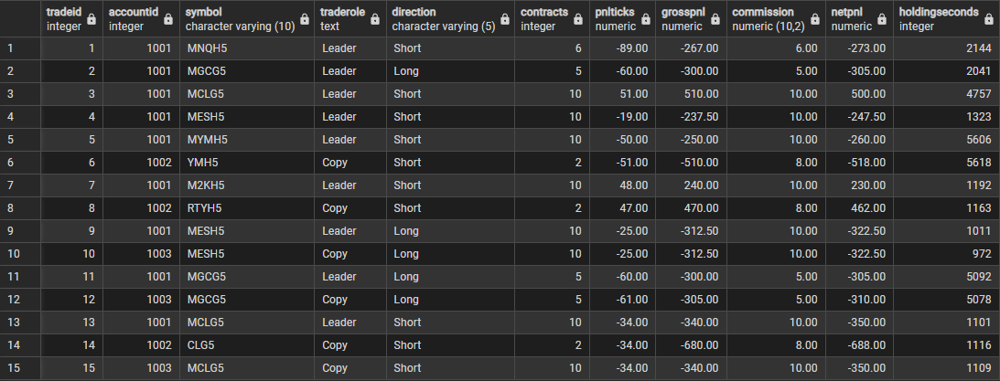 tradeid integer accountid integer symbol character varying (10) traderole text direction character varying (5) contracts integer pnlticks numeric grosspnl numeric commission numeric (10,2) netpnl numeric holdingseconds integer
1 1 1001 MNQH5 Leader Short 6 -89.00 -267.00 6.00 -273.00 2144
2 2 1001 MGCG5 Leader Long 5 -60.00 -300.00 5.00 -305.00 2041
3 3 1001 MCLG5 Leader Short 10 51.00 510.00 10.00 500.00 4757
4 4 1001 MESH5 Leader Short 10 -19.00 -237.50 10.00 -247.50 1323
5 5 1001 MYMH5 Leader Short 10 -50.00 -250.00 10.00 -260.00 5606
6 6 1002 YMH5 Copy Short 2 -51.00 -510.00 8.00 -518.00 5618
7 7 1001 M2KH5 Leader Short 10 48.00 240.00 10.00 230.00 1192
8 8 1002 RTYH5 Copy Short 2 47.00 470.00 8.00 462.00 1163
9 9 1001 MESH5 Leader Long 10 -25.00 -312.50 10.00 -322.50 1011
10 10 1003 MESH5 Copy Long 10 -25.00 -312.50 10.00 -322.50 972
11 11 1001 MGCG5 Leader Long 5 -60.00 -300.00 5.00 -305.00 5092
12 12 1003 MGCG5 Copy Long 5 -61.00 -305.00 5.00 -310.00 5078
13 13 1001 MCLG5 Leader Short 10 -34.00 -340.00 10.00 -350.00 1101
14 14 1002 CLG5 Copy Short 2 -34.00 -680.00 8.00 -688.00 1116
15 15 1003 MCLG5 Copy Short 10 -34.00 -340.00 10.00 -350.00 1109